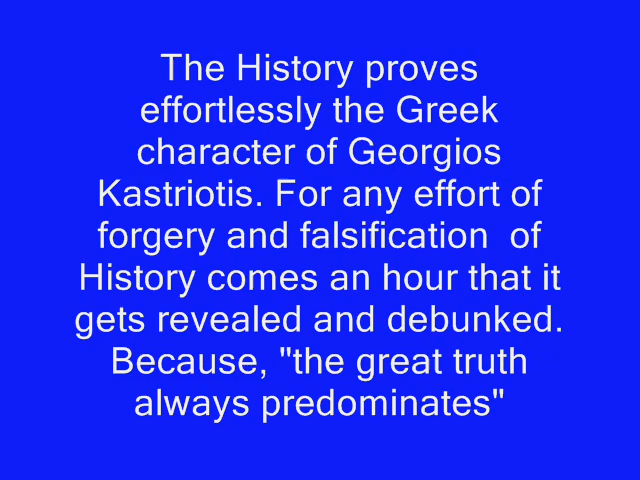 The History proves
effortlessly the Greek
character of Georgios
Kastriotis. For any effort of
forgery and falsification  of
History comes an hour that it
gets revealed and debunked.
Because, "the great truth
always predominates"